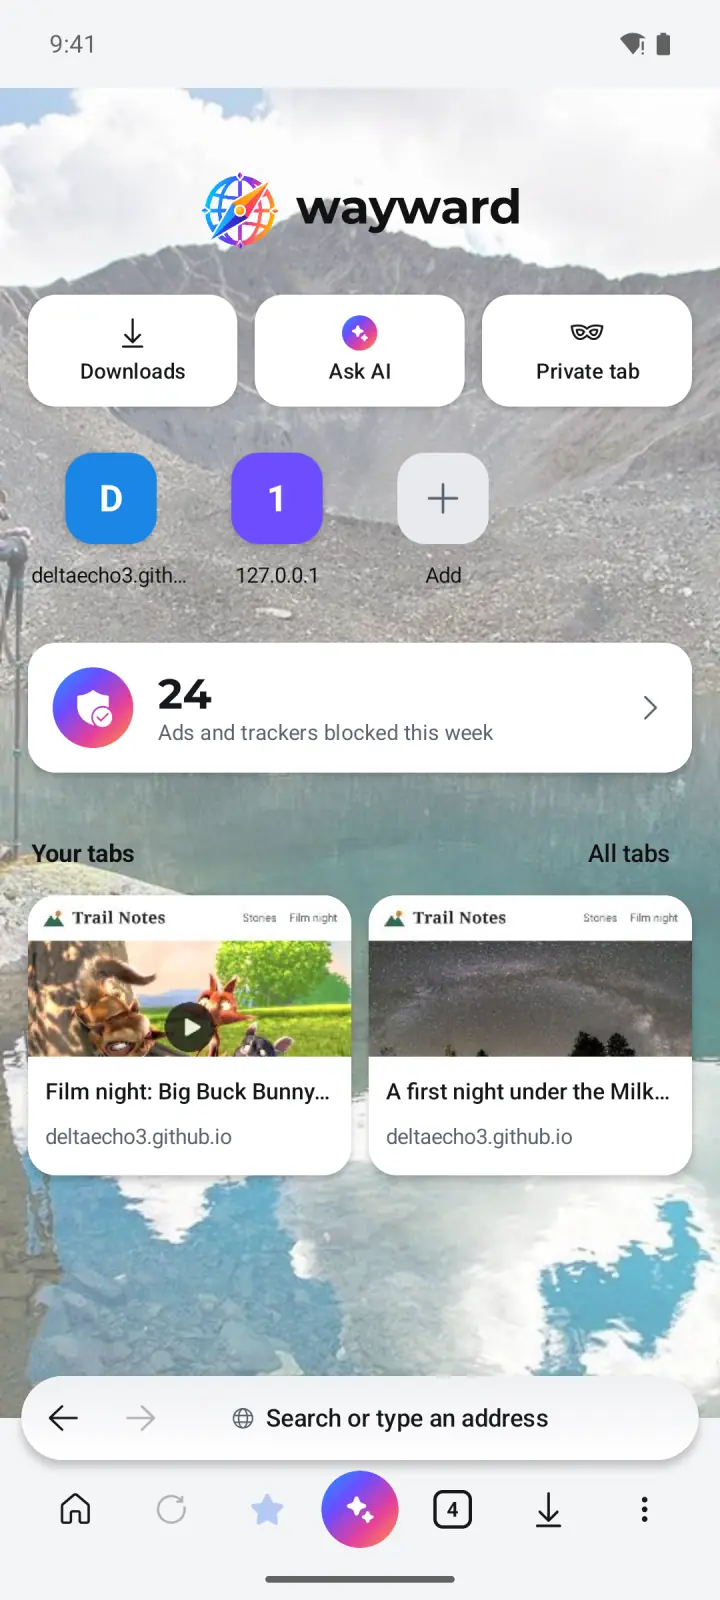 9:41
wayward
Downloads
Ask AI
Private tab
D
1
deltaecho3.gith...
127.0.0.1
Add
24
Ads and trackers blocked this week
Your tabs
All tabs
Trail Notes
Stories
Film night
Trail Notes
Stories
Film night
Film night: Big Buck Bunny...
A first night under the Milk...
deltaecho3.github.io
deltaecho3.github.io
Search or type an address
4